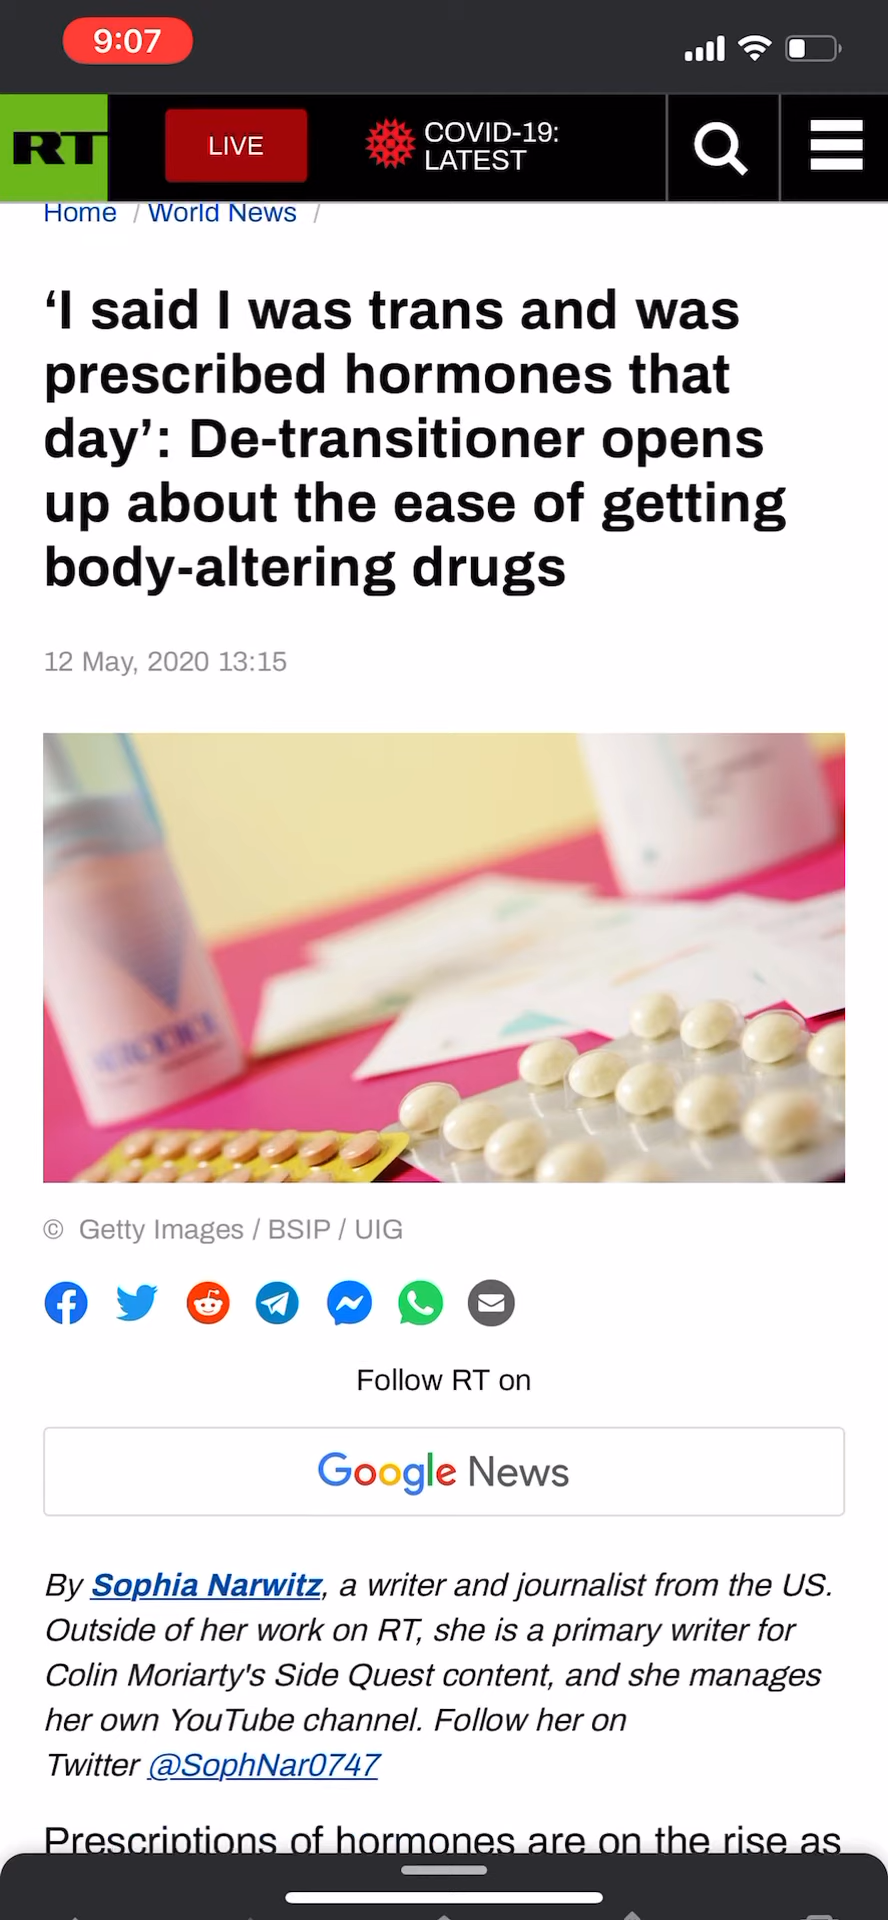 9:07
RT
LIVE
COVID-19:
LATEST
Home / World News /
‘I said I was trans and was
prescribed hormones that
day’: De-transitioner opens
up about the ease of getting
body-altering drugs
12 May, 2020 13:15
© Getty Images / BSIP / UIG
Follow RT on
Google News
By Sophia Narwitz, a writer and journalist from the US.
Outside of her work on RT, she is a primary writer for
Colin Moriarty's Side Quest content, and she manages
her own YouTube channel. Follow her on
Twitter @SophNar0747
Prescriptions of hormones are on the rise as